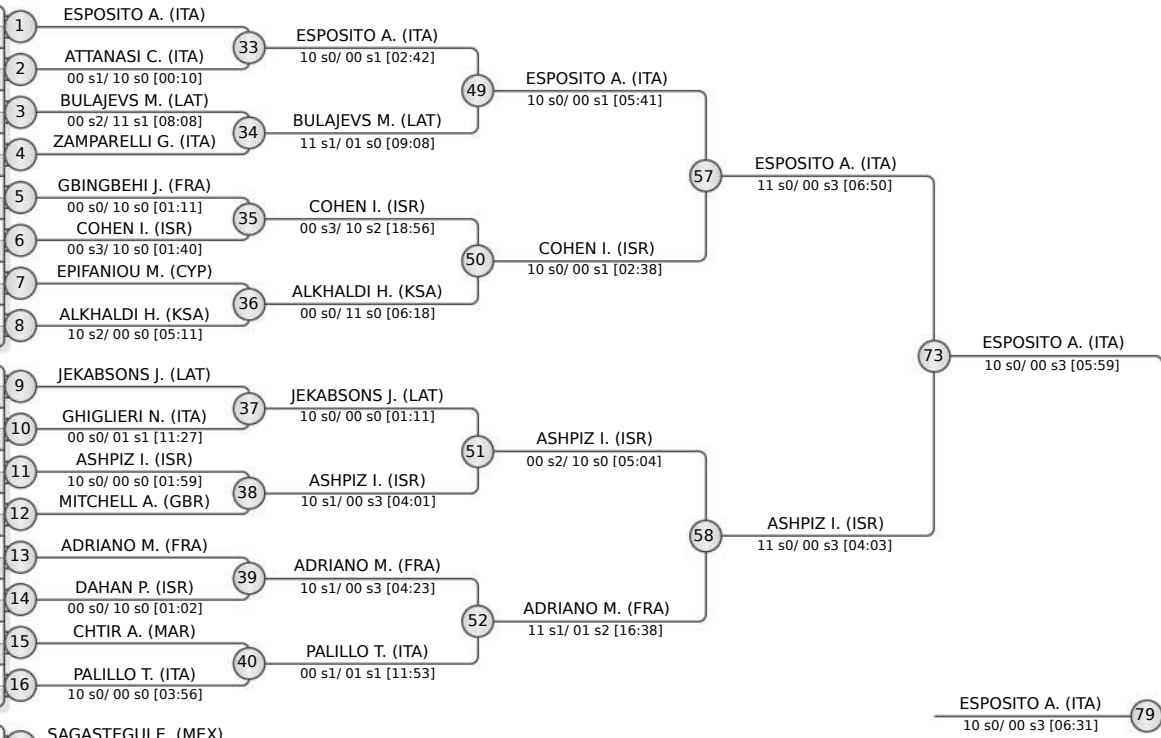 1
ESPOSITO A. (ITA)
2
ATTANASI C. (ITA)
00 s1/ 10 s0 [00:10]
3
BULAJEVS M. (LAT)
00 s2/ 11 s1 [08:08]
4
ZAMPARELLI G. (ITA)
5
GBINGBEHI J. (FRA)
00 s0/ 10 s0 [01:11]
6
COHEN I. (ISR)
00 s3/ 10 s0 [01:40]
7
EPIFANIOU M. (CYP)
8
ALKHALDI H. (KSA)
10 s2/ 00 s0 [05:11]
9
JEKABSONS J. (LAT)
10
GHIGLIERI N. (ITA)
00 s0/ 01 s1 [11:27]
11
ASHPIZ I. (ISR)
10 s0/ 00 s0 [01:59]
12
MITCHELL A. (GBR)
13
ADRIANO M. (FRA)
14
DAHAN P. (ISR)
00 s0/ 10 s0 [01:02]
15
CHTIR A. (MAR)
16
PALILLO T. (ITA)
10 s0/ 00 s0 [03:56]
33
ESPOSITO A. (ITA)
10 s0/ 00 s1 [02:42]
34
BULAJEVS M. (LAT)
11 s1/ 01 s0 [09:08]
35
COHEN I. (ISR)
00 s3/ 10 s2 [18:56]
36
ALKHALDI H. (KSA)
00 s0/ 11 s0 [06:18]
37
JEKABSONS J. (LAT)
10 s0/ 00 s0 [01:11]
38
ASHPIZ I. (ISR)
10 s1/ 00 s3 [04:01]
39
ADRIANO M. (FRA)
10 s1/ 00 s3 [04:23]
40
PALILLO T. (ITA)
00 s1/ 01 s1 [11:53]
49
ESPOSITO A. (ITA)
10 s0/ 00 s1 [05:41]
50
COHEN I. (ISR)
10 s0/ 00 s1 [02:38]
51
ASHPIZ I. (ISR)
00 s2/ 10 s0 [05:04]
52
ADRIANO M. (FRA)
11 s1/ 01 s2 [16:38]
57
ESPOSITO A. (ITA)
11 s0/ 00 s3 [06:50]
58
ASHPIZ I. (ISR)
11 s0/ 00 s3 [04:03]
73
ESPOSITO A. (ITA)
10 s0/ 00 s3 [05:59]
ESPOSITO A. (ITA)
10 s0/ 00 s3 [06:31]
79
(MEX)